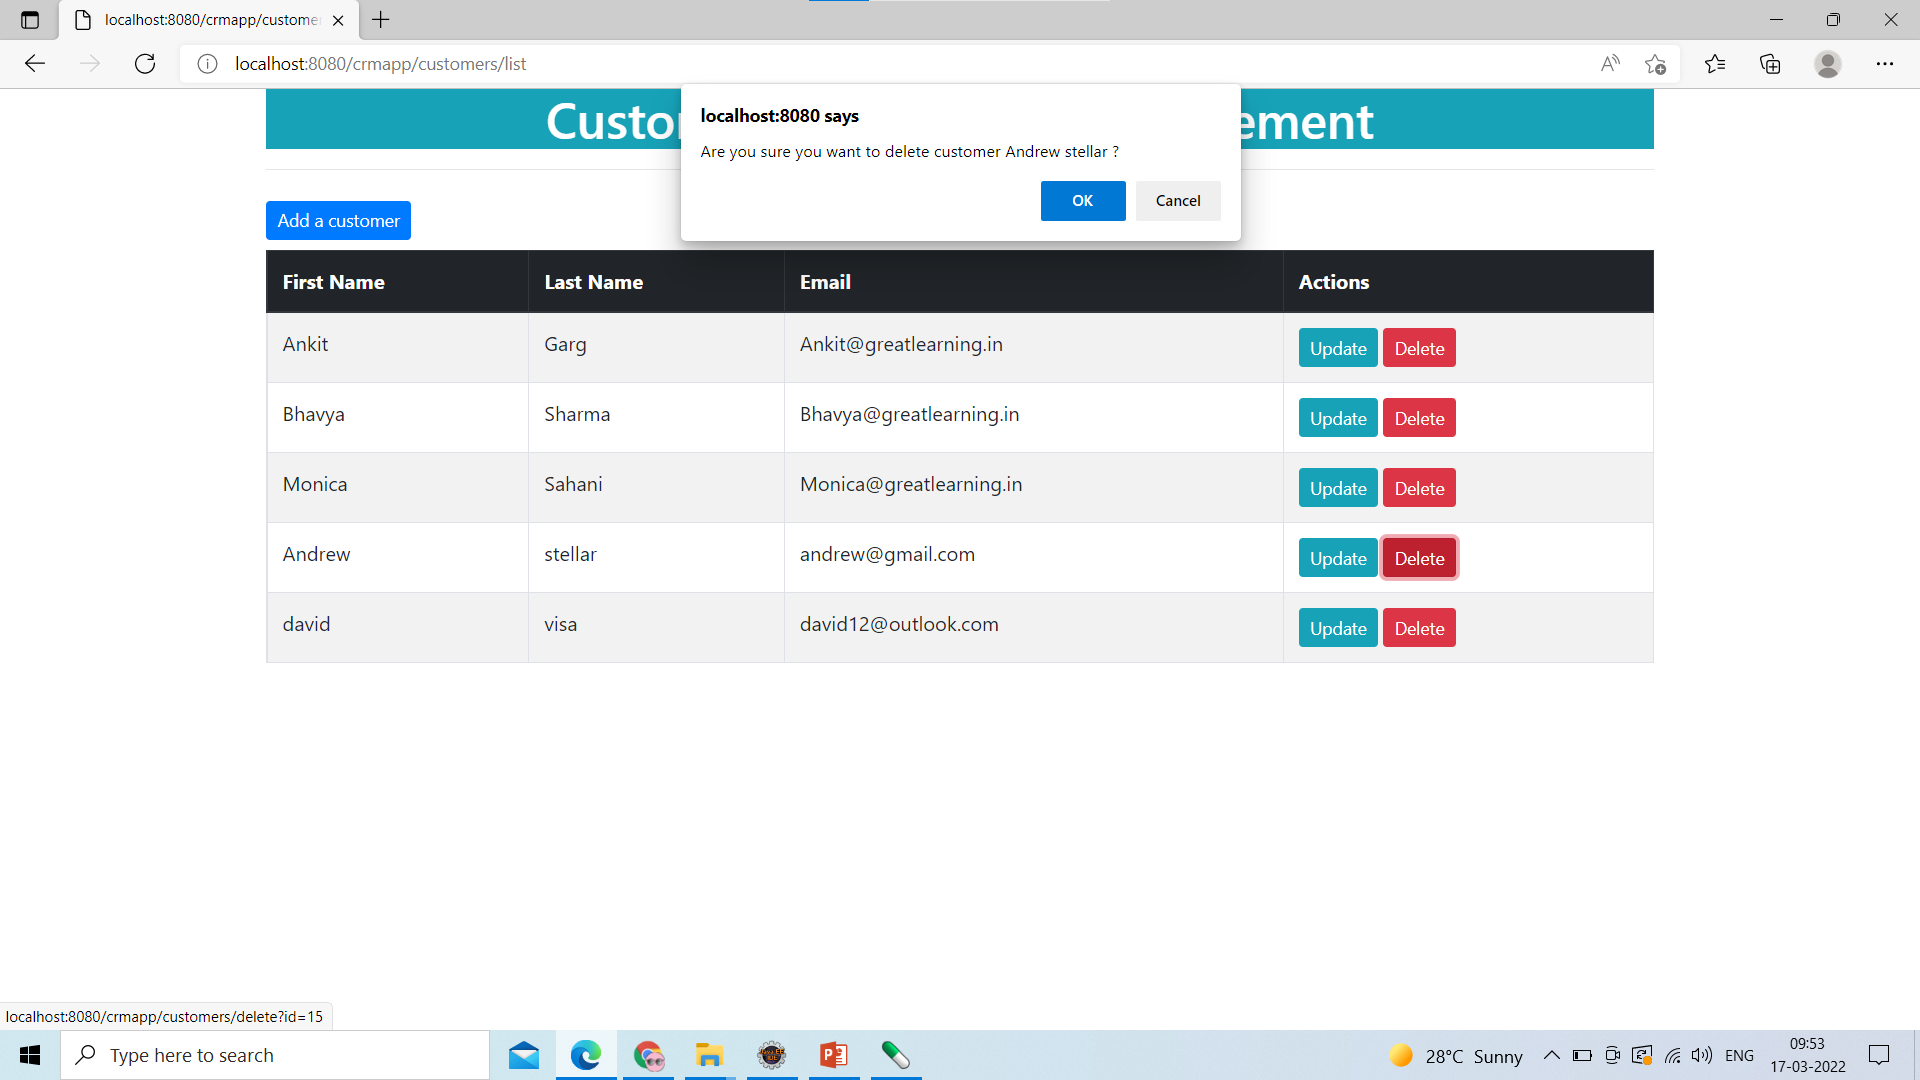 localhost:8080/crmapp/custome
localhost:8080/crmapp/customers/list
localhost:8080 says
Are you sure you want to delete customer Andrew stellar ?
OK Cancel
Custo ement
Add a customer
First Name Last Name Email Actions
Ankit Garg Ankit@greatlearning.in Update Delete
Bhavya Sharma Bhavya@greatlearning.in Update Delete
Monica Sahani Monica@greatlearning.in Update Delete
Andrew stellar andrew@gmail.com Update Delete
david visa david12@outlook.com Update Delete
localhost:8080/crmapp/customers/delete?id=15
Type here to search
28°C Sunny
ENG
09:53
17-03-2022